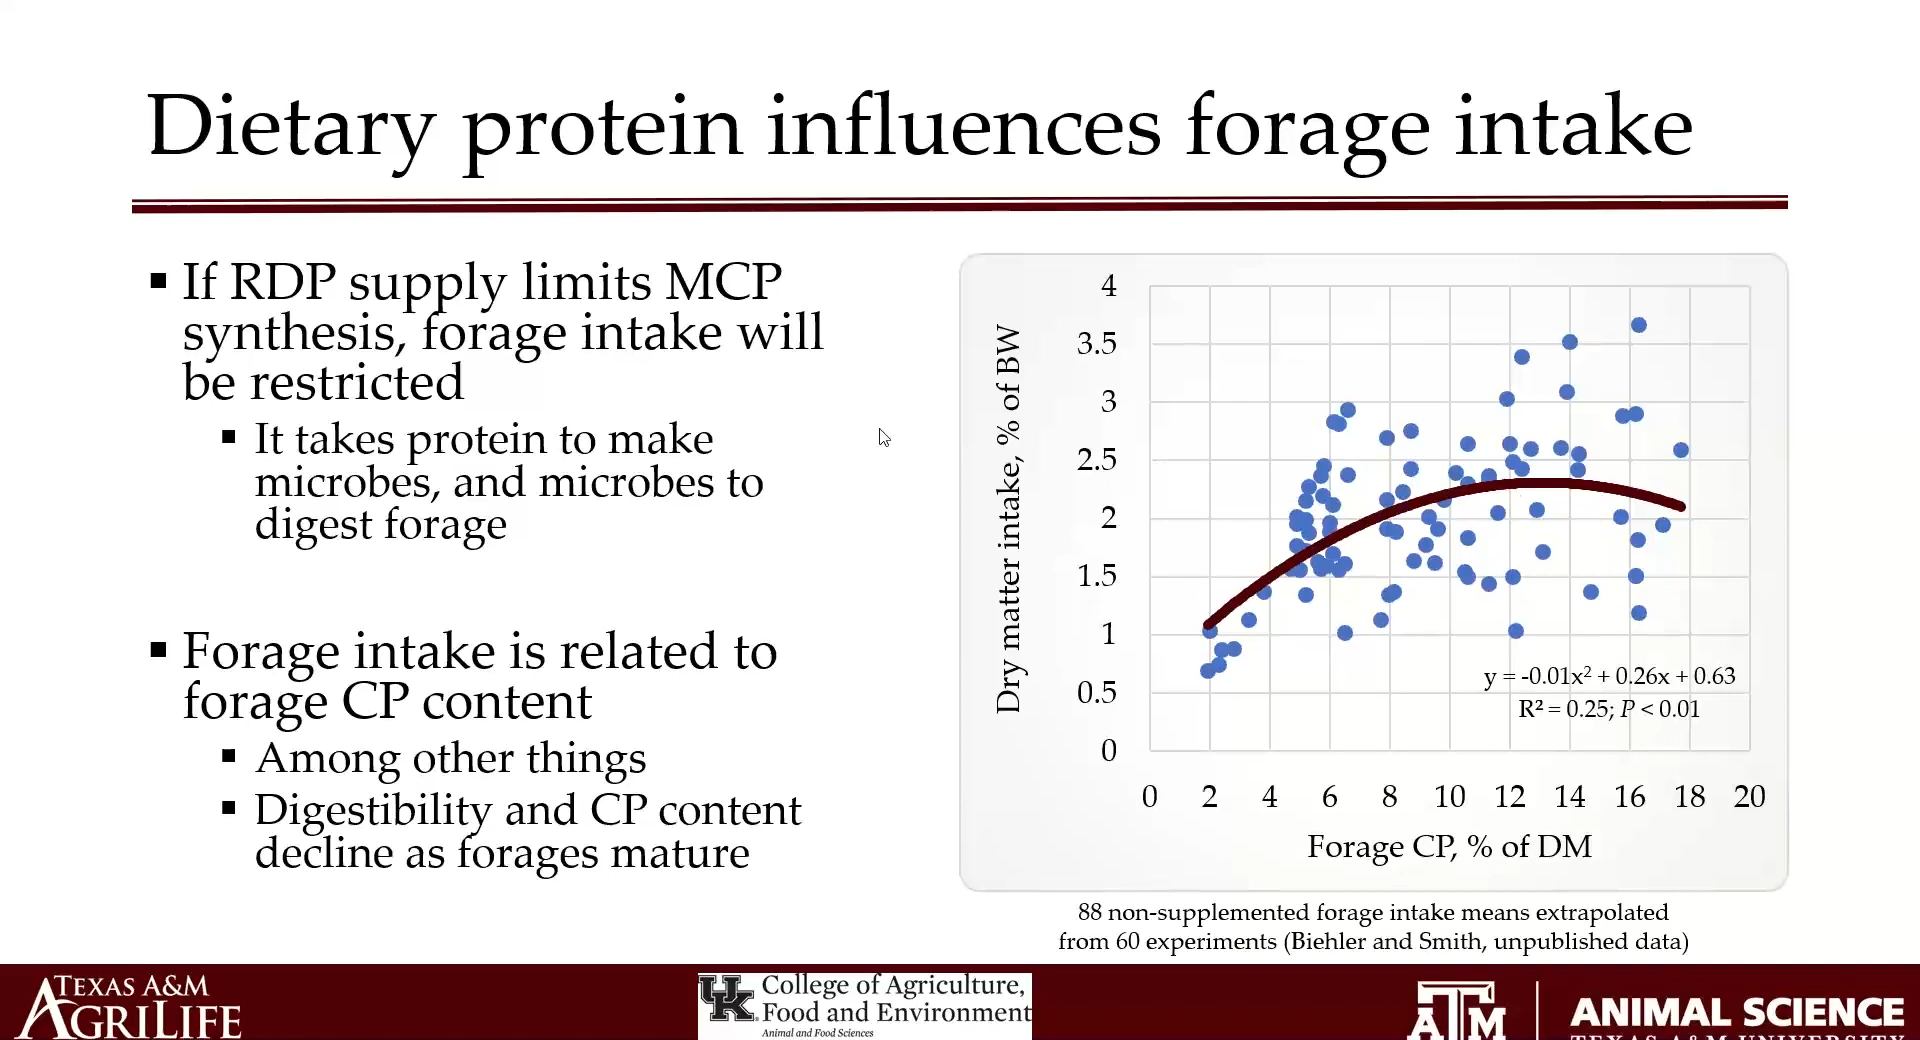 Dietary protein influences forage intake
▪ If RDP supply limits MCP
synthesis, forage intake will
be restricted
▪ It takes protein to make
microbes, and microbes to
digest forage
▪ Forage intake is related to
forage CP content
▪ Among other things
▪ Digestibility and CP content
decline as forages mature
Dry matter intake, % of BW
4
3.5
3
2.5
2
1.5
1
0.5
0
y = -0.01x² + 0.26x + 0.63
R² = 0.25; P < 0.01
0 2 4 6 8 10 12 14 16 18 20
Forage CP, % of DM
88 non-supplemented forage intake means extrapolated
from 60 experiments (Biehler and Smith, unpublished data)
TEXAS A&M
AGRILIFE
UK
College of Agriculture,
Food and Environment
Animal and Food Sciences
ATM
ANIMAL SCIENCE
TEXAS A&M UNIVERSITY